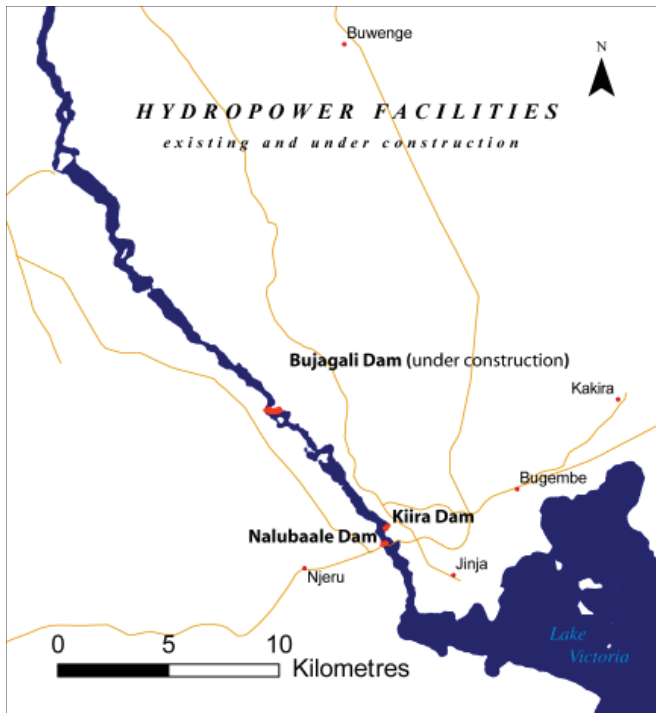 Buwenge
N
HYDROPOWER FACILITIES
existing and under construction
Bujagali Dam (under construction)
Kakira
Bugembe
Kiira Dam
Nalubaale Dam
Jinja
Njeru
0 5 10
Kilometres
Lake
Victoria